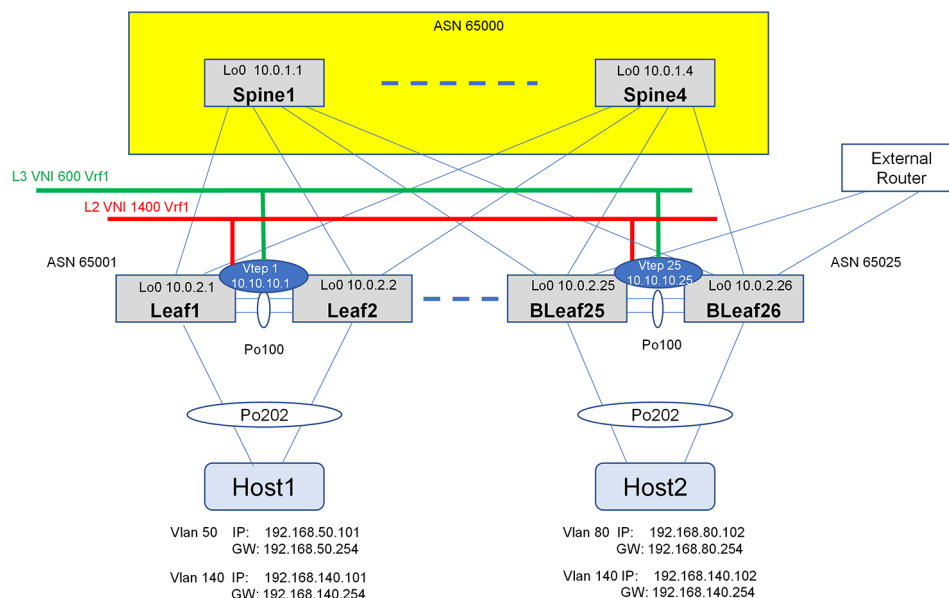 ASN 65000
Lo0 10.0.1.1
Spine1
Lo0 10.0.1.4
Spine4
External
Router
L3 VNI 600 Vrf1
L2 VNI 1400 Vrf1
ASN 65001
ASN 65025
Vtep 1
10.10.10.1
Vtep 25
10.10.10.25
Lo0 10.0.2.1
Leaf1
Lo0 10.0.2.2
Leaf2
Lo0 10.0.2.25
BLeaf25
Lo0 10.0.2.26
BLeaf26
Po100
Po100
Po202
Po202
Host1
Host2
Vlan 50 IP: 192.168.50.101
GW: 192.168.50.254
Vlan 140 IP: 192.168.140.101
GW: 192.168.140.254
Vlan 80 IP: 192.168.80.102
GW: 192.168.80.254
Vlan 140 IP: 192.168.140.102
GW: 192.168.140.254